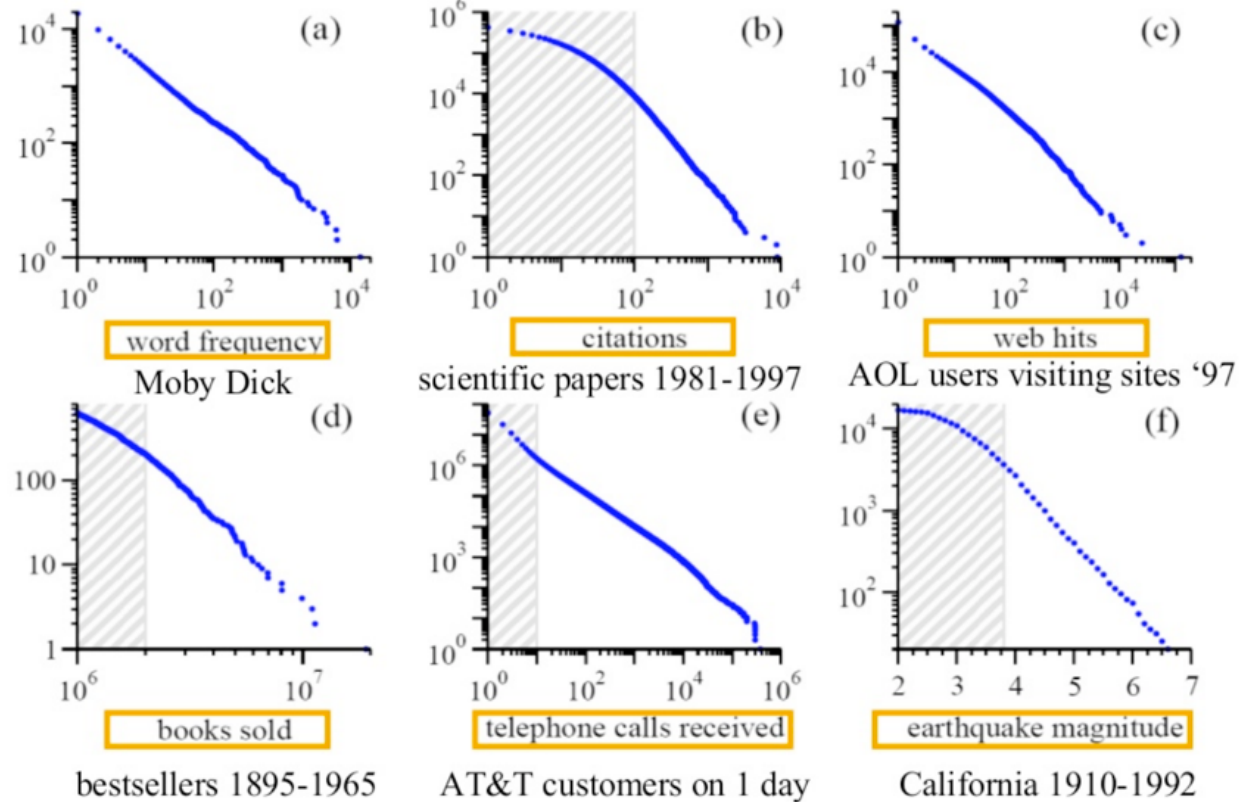 (a) (b) (c)
10^4 10^6
10^4 10^4
10^2 10^2 10^2
10^0 10^0 10^0
10^0 10^2 10^4 10^0 10^2 10^4 10^0 10^2 10^4
word frequency citations web hits
Moby Dick scientific papers 1981-1997 AOL users visiting sites ‘97
(d) (e) (f)
100 10^6 10^4
10 10^3 10^3
1 10^0 10^2
10^6 10^7 10^0 10^2 10^4 10^6 2 3 4 5 6 7
books sold telephone calls received earthquake magnitude
bestsellers 1895-1965 AT&T customers on 1 day California 1910-1992